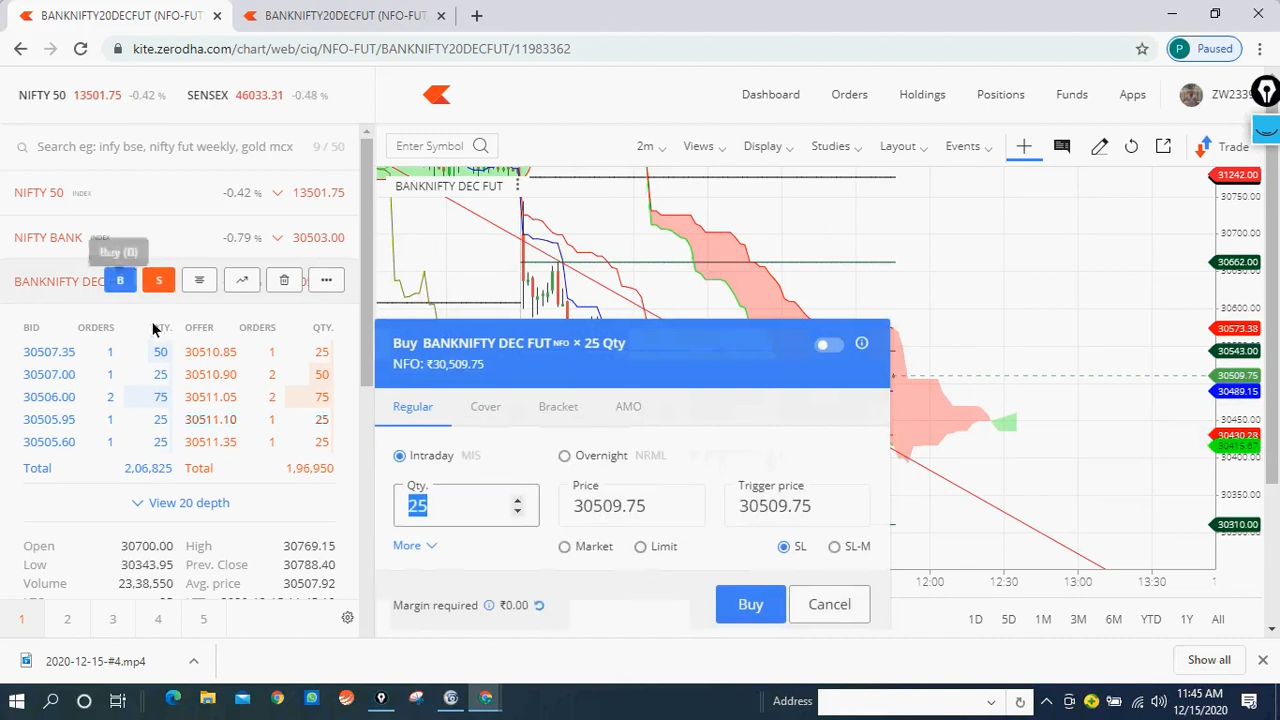 BANKNIFTY20DECFUT (NFO-FUT × BANKNIFTY20DECFUT (NFO-FUT × +
kite.zerodha.com/chart/web/ciq/NFO-FUT/BANKNIFTY20DECFUT/11983362 P Paused
NIFTY 50 13501.75 -0.42 % SENSEX 46033.31 -0.48 % Dashboard Orders Holdings Positions Funds Apps ZW2339
Search eg: infy bse, nifty fut weekly, gold mcx 9 / 50 Enter Symbol 2m Views Display Studies Layout Events Trade
NIFTY 50 INDEX -0.42 % 13501.75
BANKNIFTY DEC FUT
NIFTY BANK INDEX -0.79 % 30503.00
Buy (B)
BANKNIFTY DEC B S
BID ORDERS QTY. OFFER ORDERS QTY.
30507.35 1 50 30510.85 1 25
30507.00 1 25 30510.90 2 50
30506.00 2 75 30511.05 2 75
30505.95 1 25 30511.10 1 25
30505.60 1 25 30511.35 1 25
Total 2,06,825 Total 1,96,950
View 20 depth
Open 30700.00 High 30769.15
Low 30343.95 Prev. Close 30788.40
Volume 23,38,550 Avg. price 30507.92
1 2 3 4 5
Buy BANKNIFTY DEC FUT NFO × 25 Qty
NFO: ₹30,509.75
Regular Cover Bracket AMO
Intraday MIS Overnight NRML
Qty. Price Trigger price
25 30509.75 30509.75
More Market Limit SL SL-M
Margin required ₹0.00 Buy Cancel
31242.00
30750.00
30700.00
30662.00
30600.00
30573.38
30543.00
30509.75
30489.15
30450.00
30430.28
30400.00
30350.00
30310.00
12:00 12:30 13:00 13:30
1D 5D 1M 3M 6M YTD 1Y All
2020-12-15-#4.mp4 Show all
Address 11:45 AM
12/15/2020